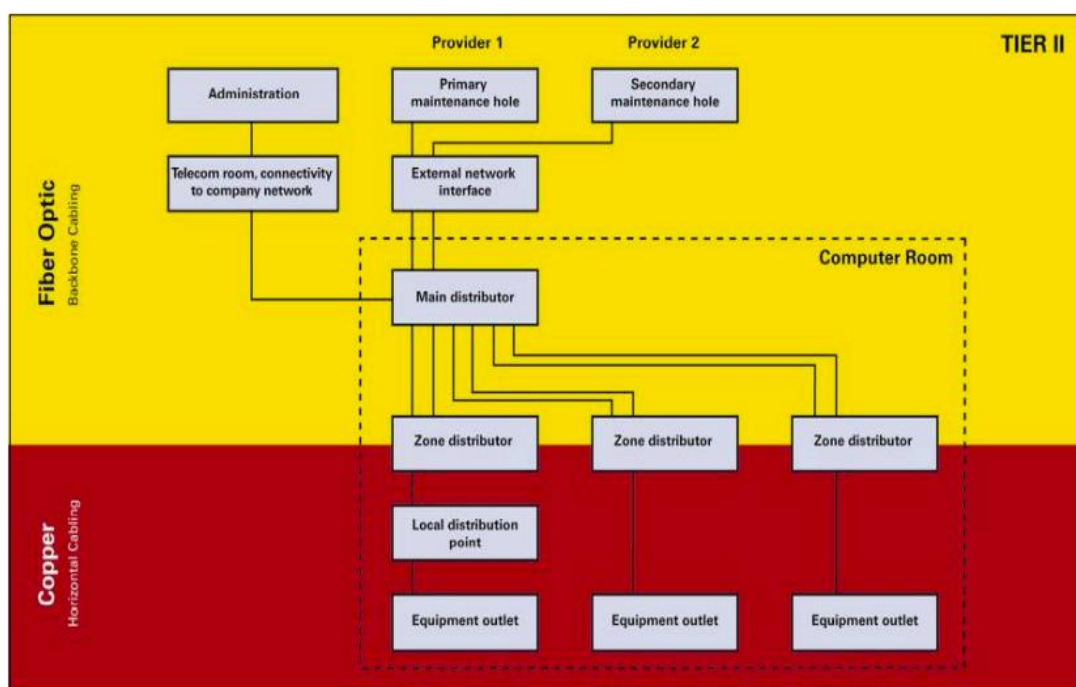 Provider 1
Provider 2
TIER II
Administration
Primary
maintenance hole
Secondary
maintenance hole
Telecom room, connectivity
to company network
External network
interface
Fiber Optic
Backbone Cabling
Computer Room
Main distributor
Zone distributor
Zone distributor
Zone distributor
Copper
Horizontal Cabling
Local distribution
point
Equipment outlet
Equipment outlet
Equipment outlet